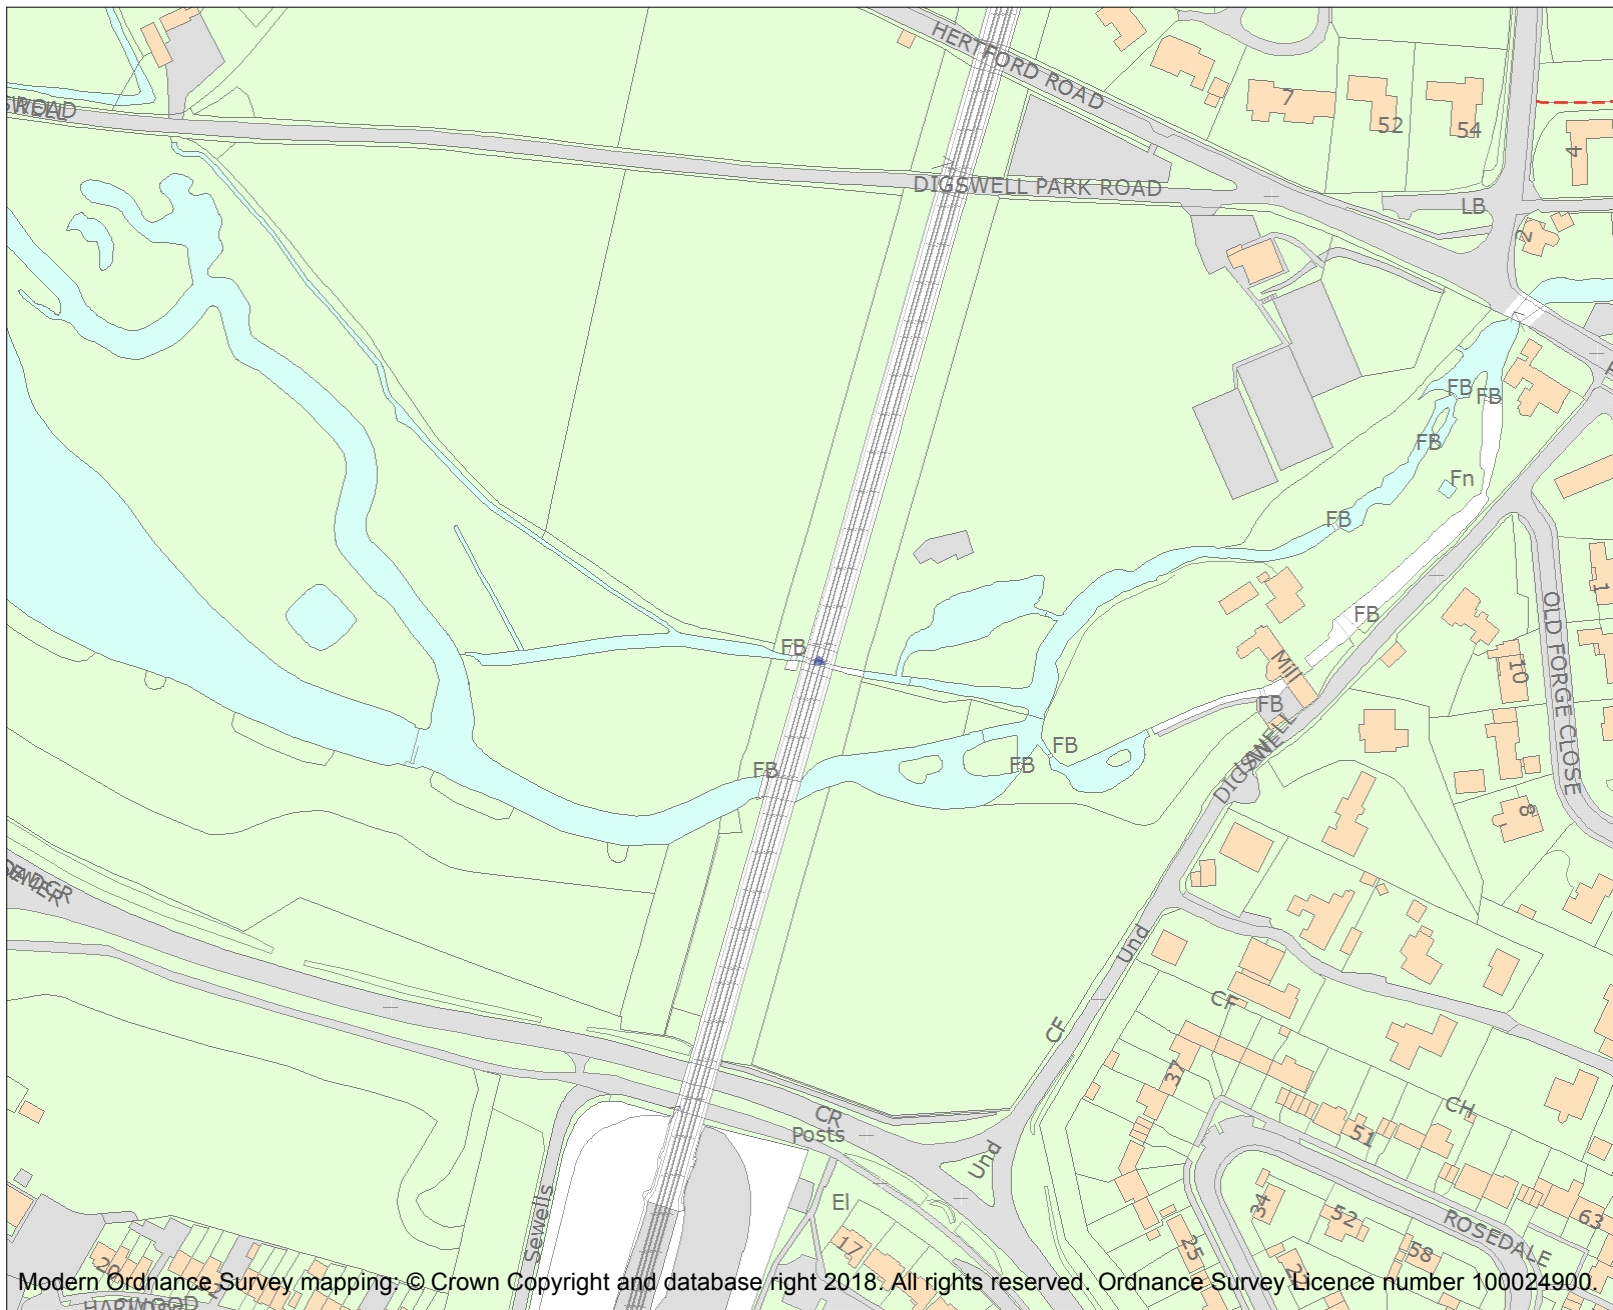 HERTFORD ROAD
7
52
54
4
DIGSWELL PARK ROAD
LB
2
FB
FB
FB
Fn
FB
FB
1
OLD FORGE CLOSE
FB
Mill
10
FB
FB
FB
FB
DIGSWELL
LANE
8
Und
CF
CF
37
CH
CR
Posts
51
Und
El
Sewells
34
52
63
ROSEDALE
17
25
58
20
Modern Ordnance Survey mapping: © Crown Copyright and database right 2018. All rights reserved. Ordnance Survey Licence number 100024900.